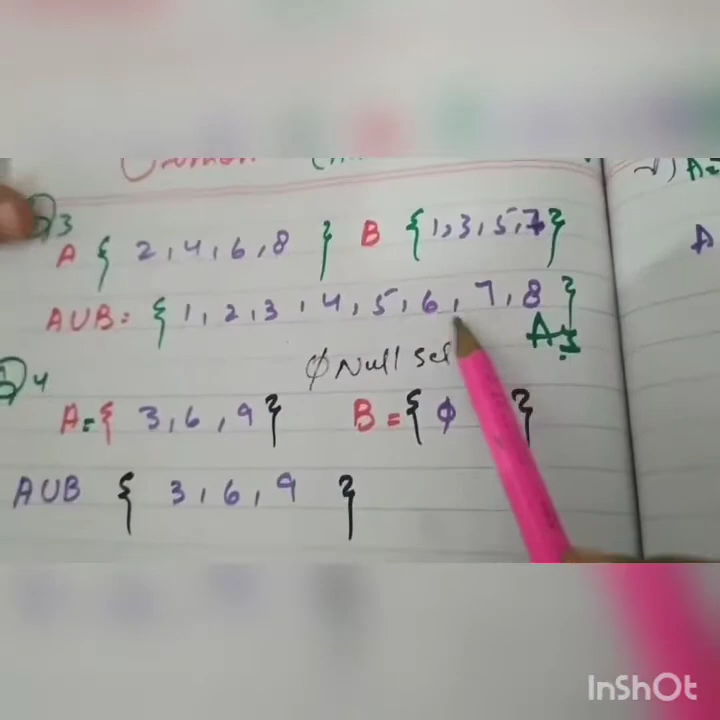 3
A { 2, 4, 6, 8 } B { 1, 3, 5, 7 }
AUB = { 1, 2, 3, 4, 5, 6, 7, 8 }
A
ϕ Null set
4
A = { 3, 6, 9 } B = { ϕ }
AUB { 3, 6, 9 }
A=
A
InShOt